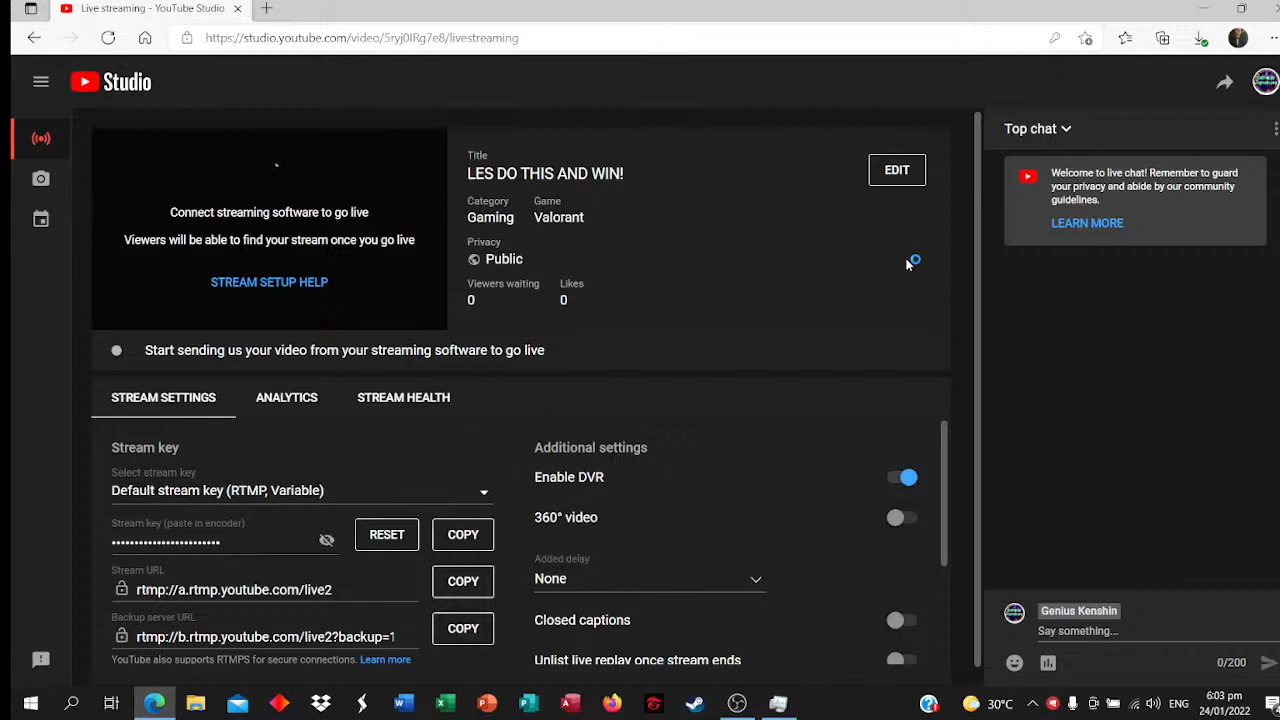 Live streaming - YouTube Studio
https://studio.youtube.com/video/5ryj0IRg7e8/livestreaming
Studio
Connect streaming software to go live
Viewers will be able to find your stream once you go live
STREAM SETUP HELP
Title
LES DO THIS AND WIN!
EDIT
Category Game
Gaming Valorant
Privacy
Public
Viewers waiting Likes
0 0
Start sending us your video from your streaming software to go live
STREAM SETTINGS ANALYTICS STREAM HEALTH
Stream key
Select stream key
Default stream key (RTMP, Variable)
Stream key (paste in encoder)
RESET COPY
Stream URL
rtmp://a.rtmp.youtube.com/live2
COPY
Backup server URL
rtmp://b.rtmp.youtube.com/live2?backup=1
COPY
YouTube also supports RTMPS for secure connections. Learn more
Additional settings
Enable DVR
360° video
Added delay
None
Closed captions
Unlist live replay once stream ends
Top chat
Welcome to live chat! Remember to guard
your privacy and abide by our community
guidelines.
LEARN MORE
Genius Kenshin
Say something...
0/200
30°C
ENG
6:03 pm
24/01/2022